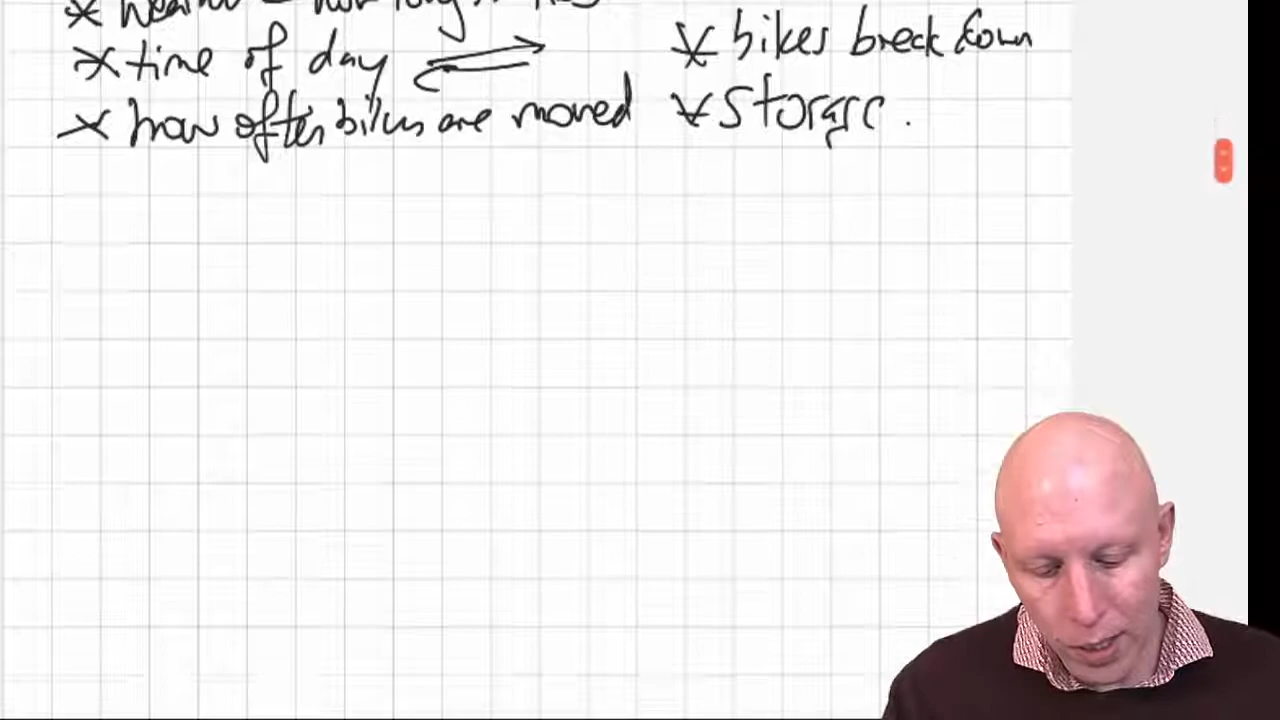 * time of day
* how often bikes are moved
* bikes break down
* Storage.